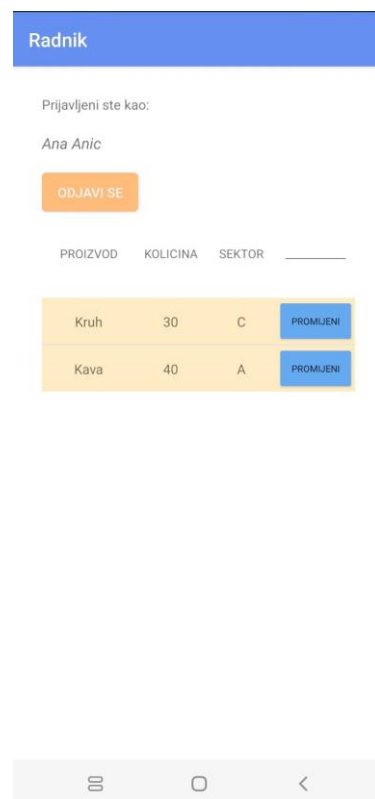 Radnik
Prijavljeni ste kao:
Ana Anic
ODJAVI SE
PROIZVOD KOLICINA SEKTOR
Kruh 30 C PROMIJENI
Kava 40 A PROMIJENI